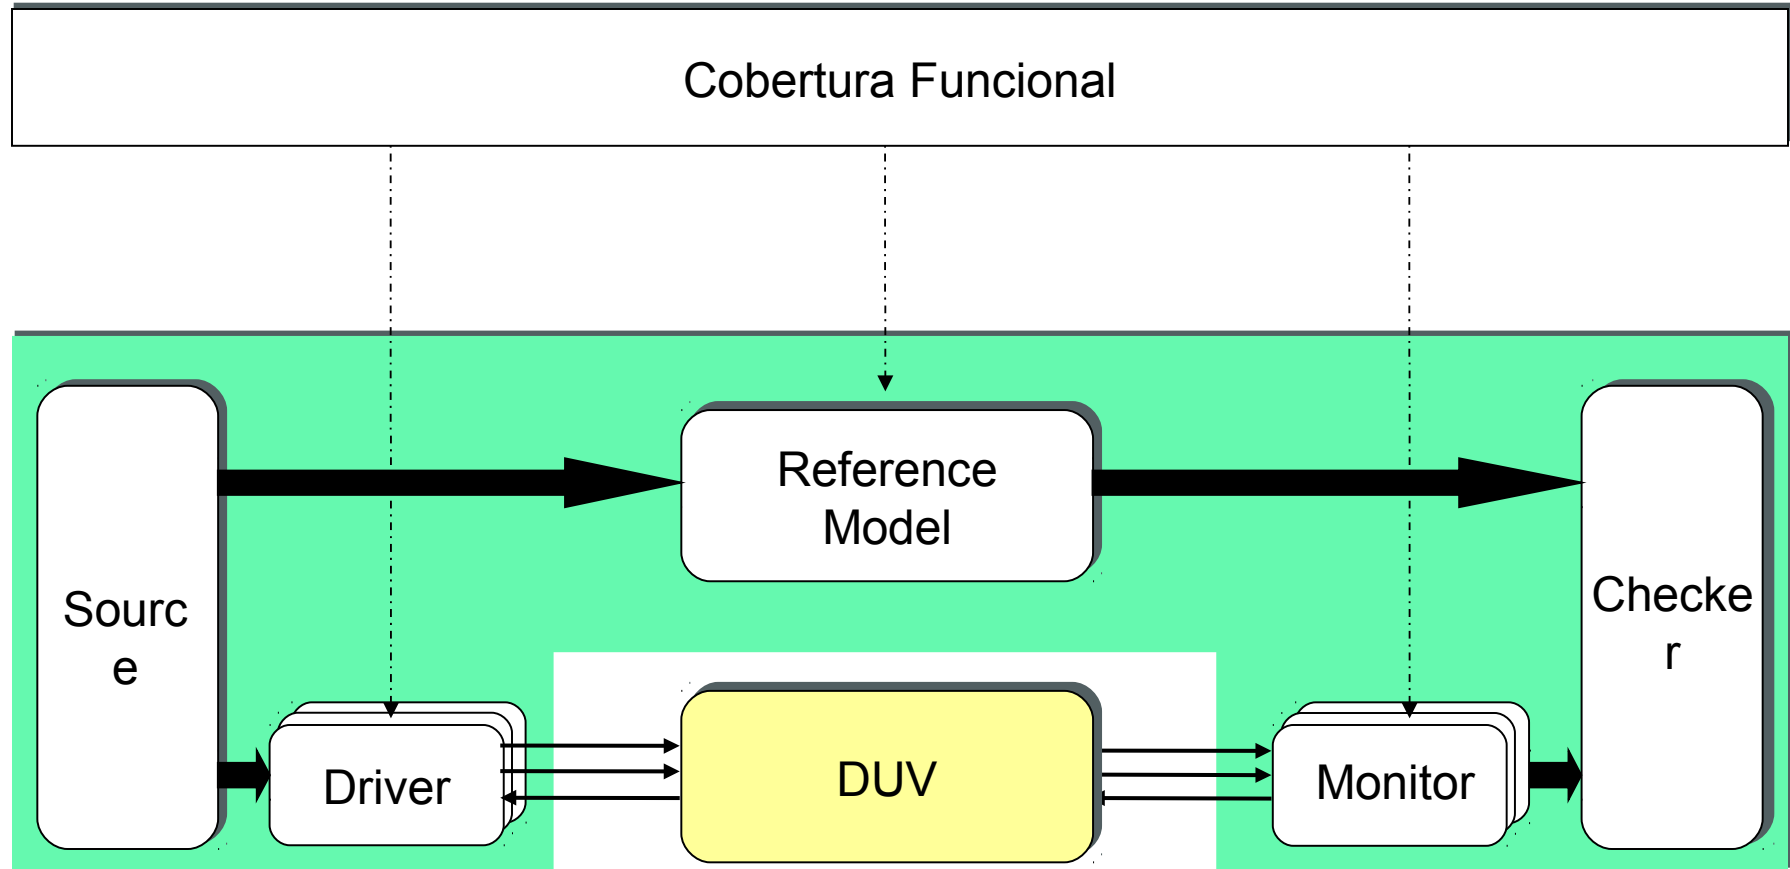 Cobertura Funcional
Reference
Model
Sourc
e
Checke
r
Driver
DUV
Monitor